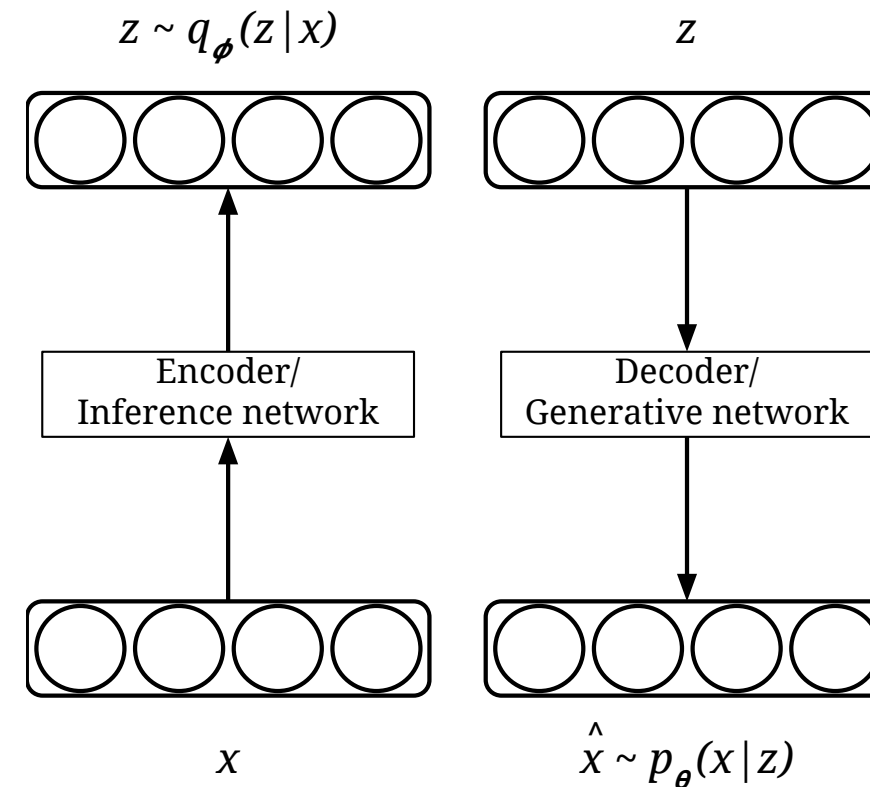 z ~ q_ϕ(z|x)
z
Encoder/
Inference network
Decoder/
Generative network
x
x̂ ~ p_θ(x|z)